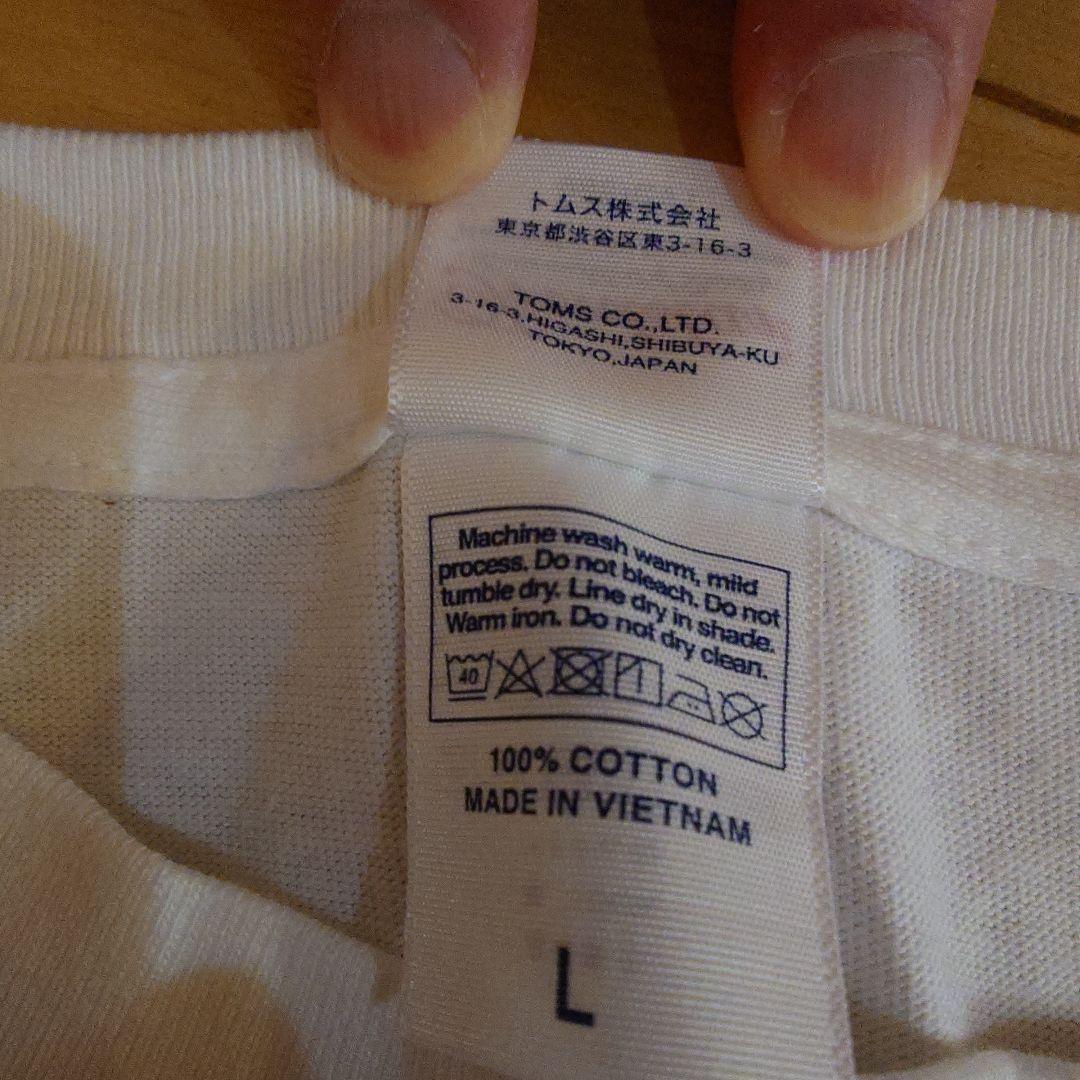 トムス株式会社
東京都渋谷区東3-16-3
TOMS CO.,LTD.
3-16-3,HIGASHI,SHIBUYA-KU
TOKYO,JAPAN
Machine wash warm, mild
process. Do not bleach. Do not
tumble dry. Line dry in shade.
Warm iron. Do not dry clean.
40
100% COTTON
MADE IN VIETNAM
L